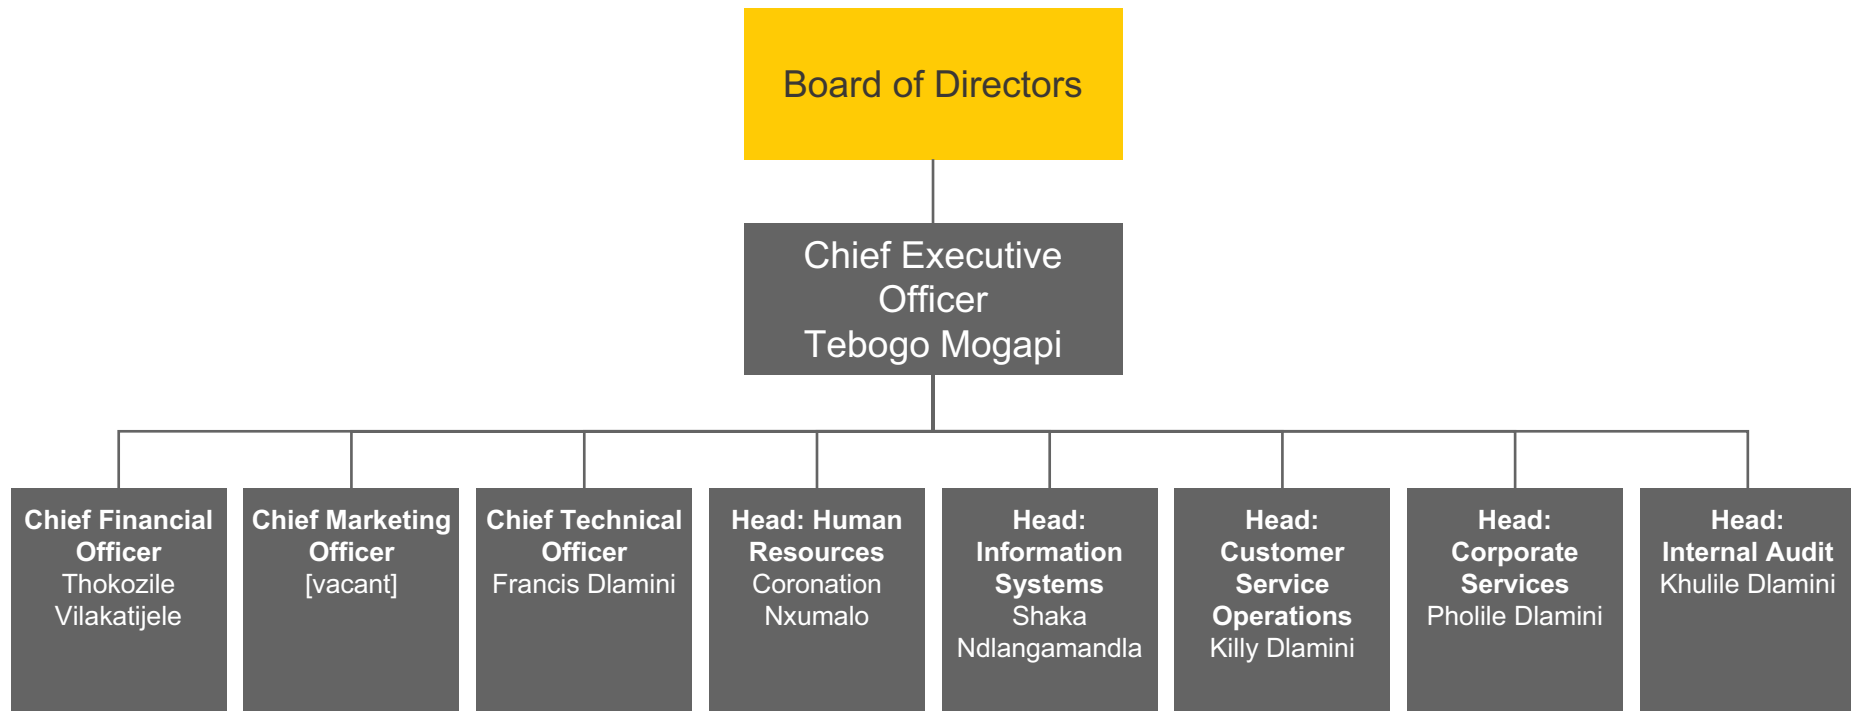 Board of Directors
Chief Executive
Officer
Tebogo Mogapi
Chief Financial
Officer
Thokozile
Vilakatijele
Chief Marketing
Officer
[vacant]
Chief Technical
Officer
Francis Dlamini
Head: Human
Resources
Coronation
Nxumalo
Head:
Information
Systems
Shaka
Ndlangamandla
Head:
Customer
Service
Operations
Killy Dlamini
Head:
Corporate
Services
Pholile Dlamini
Head:
Internal Audit
Khulile Dlamini